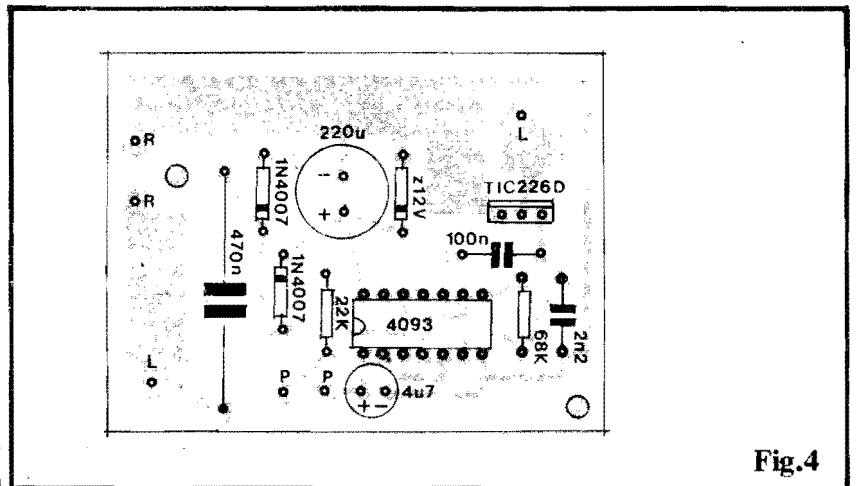 220u
L
R
1N4007
- 
z12V
TIC226D
R
+
100n
470n
1N4007
22K
4093
68K
2n2
L
P
P
4u7
+ -
Fig.4